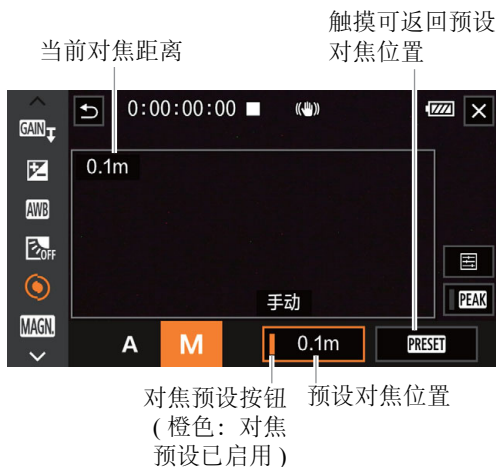 触摸可返回预设
对焦位置
当前对焦距离
0:00:00:00
GAIN
0.1m
AWB
OFF
手动
PEAK
MAGN.
A M 0.1m PRESET
对焦预设按钮
(橙色：对焦
预设已启用)
预设对焦位置